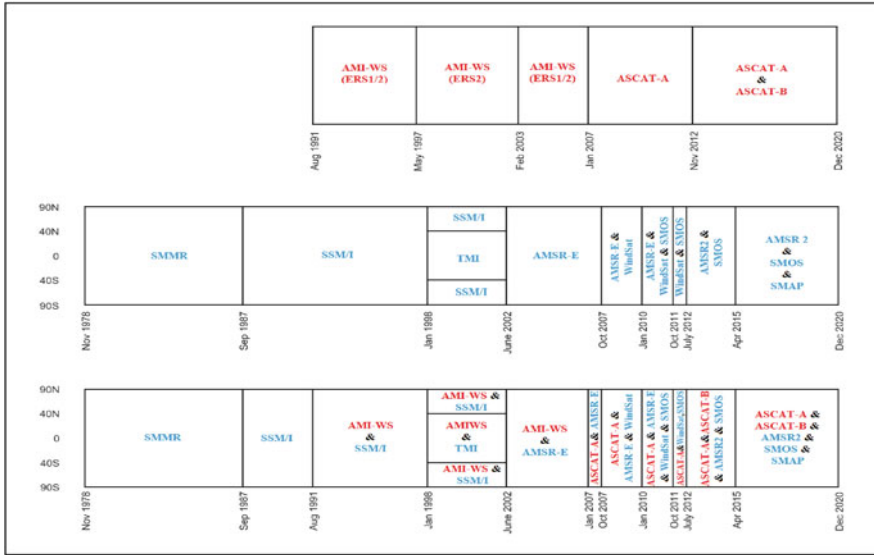 AMI-WS
(ERS1/2)
AMI-WS
(ERS2)
AMI-WS
(ERS1/2)
ASCAT-A
ASCAT-A
&
ASCAT-B
Aug 1991
May 1997
Feb 2003
Jan 2007
Nov 2012
Dec 2020
90N
40N
0
40S
90S
SMMR
SSM/I
SSM/I
TMI
SSM/I
AMSR-E
AMSR-E &
WindSat
AMSR-E &
WindSat & SMOS
WindSat & SMOS
AMSR2 &
SMOS
AMSR 2
&
SMOS
&
SMAP
Nov 1978
Sep 1987
Jan 1998
June 2002
Oct 2007
Jan 2010
Oct 2011
July 2012
Apr 2015
Dec 2020
90N
40N
0
40S
90S
SMMR
SSM/I
AMI-WS
&
SSM/I
AMI-WS &
SSM/I
AMIWS
&
TMI
AMI-WS &
SSM/I
AMI-WS
&
AMSR-E
ASCAT-A& AMSR-E
ASCAT-A &
AMSR-E & WindSat
ASCAT-A & AMSR-E
& WindSat & SMOS
ASCAT-A&WindSat,SMOS
ASCAT-A&ASCAT-B
& AMSR2 & SMOS
ASCAT-A &
ASCAT-B &
AMSR2 &
SMOS &
SMAP
Nov 1978
Sep 1987
Aug 1991
Jan 1998
June 2002
Jan 2007
Oct 2007
Jan 2010
Oct 2011
July 2012
Apr 2015
Dec 2020